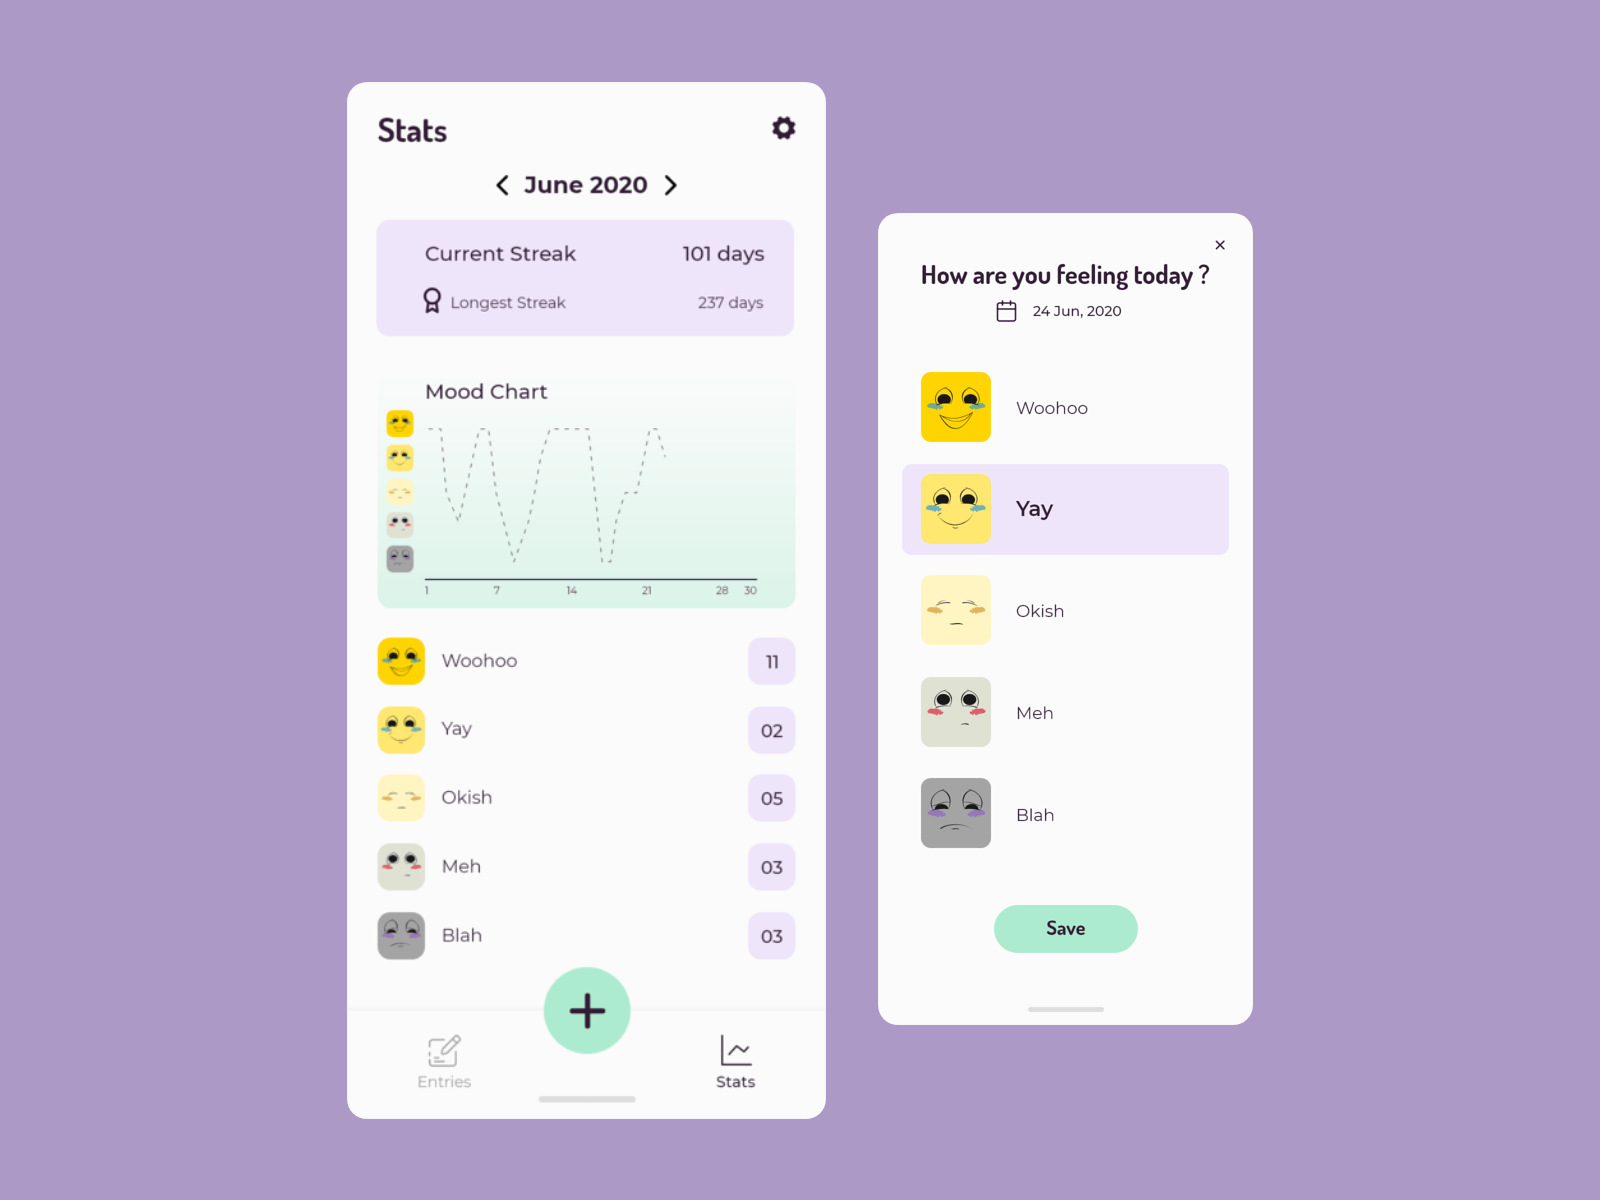 Stats
June 2020
Current Streak 101 days
Longest Streak 237 days
Mood Chart
1 7 14 21 28 30
Woohoo 11
Yay 02
Okish 05
Meh 03
Blah 03
Entries
Stats
How are you feeling today ?
24 Jun, 2020
Woohoo
Yay
Okish
Meh
Blah
Save